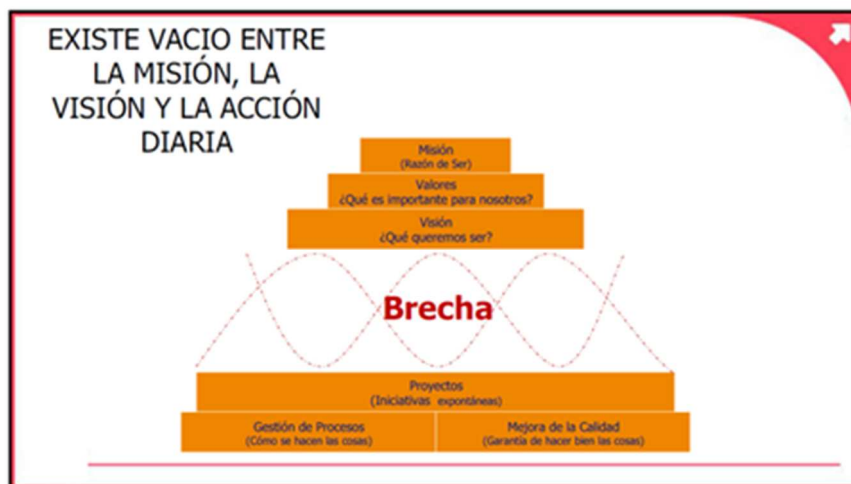 EXISTE VACIO ENTRE
LA MISIÓN, LA
VISIÓN Y LA ACCIÓN
DIARIA
Misión
(Razón de Ser)
Valores
¿Qué es importante para nosotros?
Visión
¿Qué queremos ser?
Brecha
Proyectos
(Iniciativas expontáneas)
Gestión de Procesos
(Cómo se hacen las cosas)
Mejora de la Calidad
(Garantía de hacer bien las cosas)